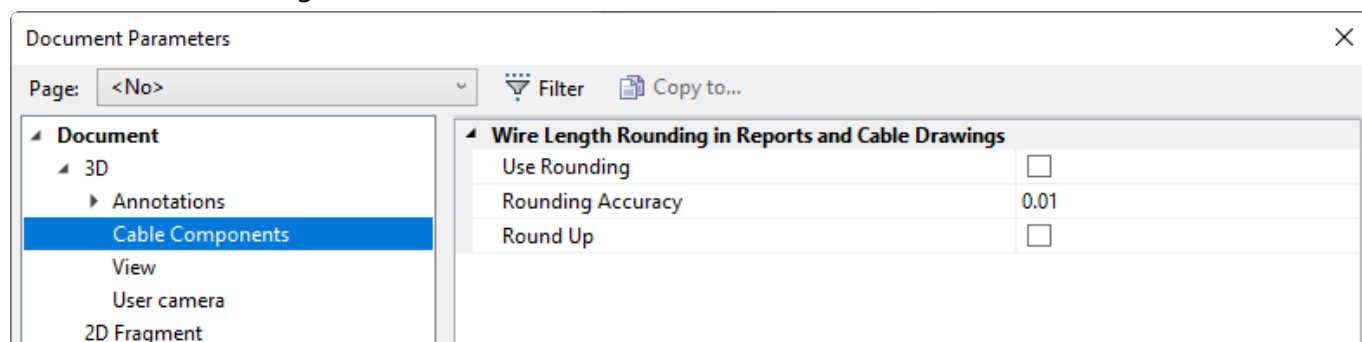 Document Parameters
Page: <No> Filter Copy to...
Document
3D
Annotations
Cable Components
View
User camera
2D Fragment
Wire Length Rounding in Reports and Cable Drawings
Use Rounding
Rounding Accuracy 0.01
Round Up